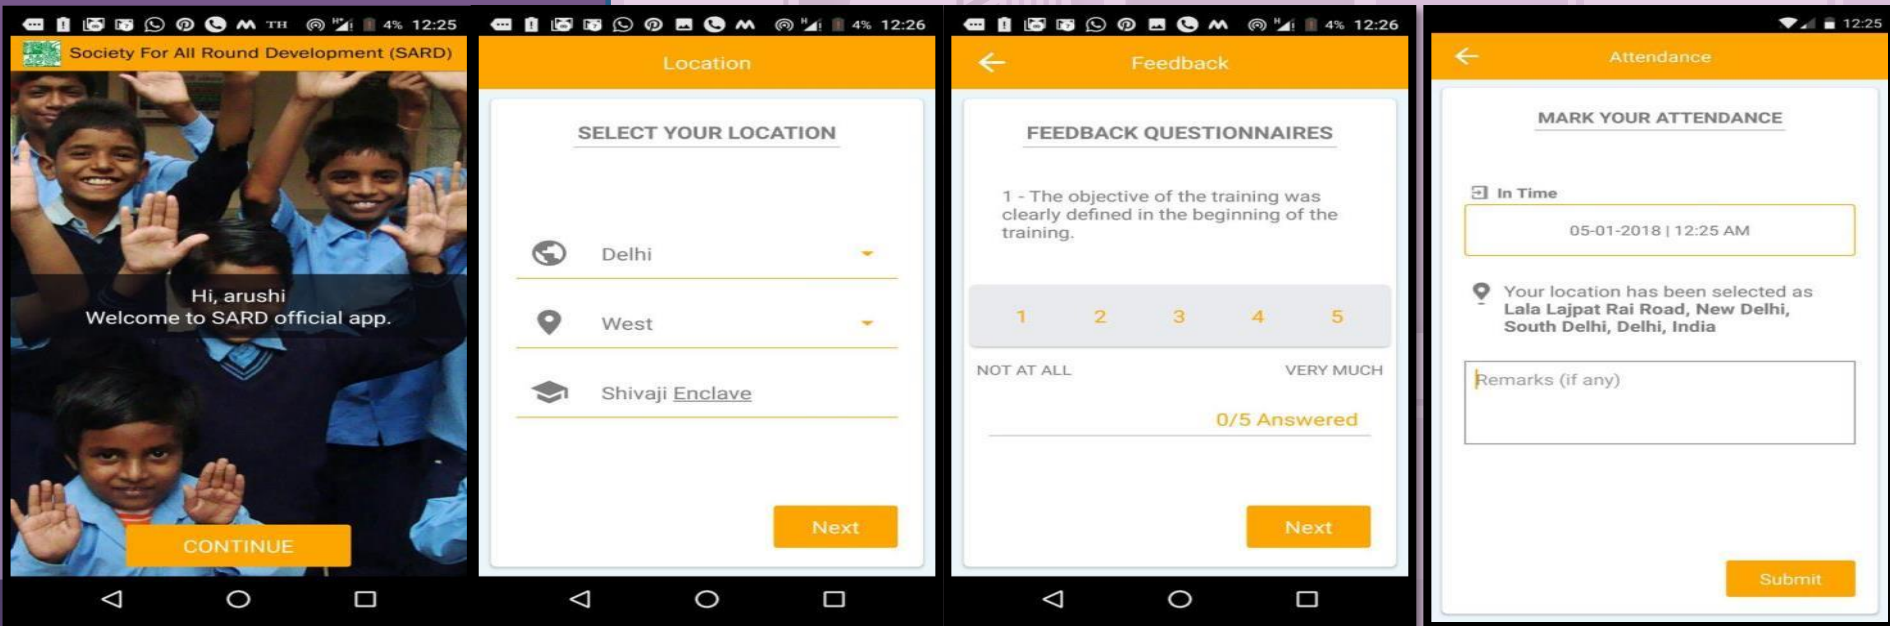 TH
4% 12:25
Society For All Round Development (SARD)
Hi, arushi
Welcome to SARD official app.
CONTINUE
H 4% 12:26
Location
SELECT YOUR LOCATION
Delhi
West
Shivaji Enclave
Next
H 4% 12:26
Feedback
FEEDBACK QUESTIONNAIRES
1 - The objective of the training was
clearly defined in the beginning of the
training.
1 2 3 4 5
NOT AT ALL VERY MUCH
0/5 Answered
Next
12:25
Attendance
MARK YOUR ATTENDANCE
In Time
05-01-2018 | 12:25 AM
Your location has been selected as
Lala Lajpat Rai Road, New Delhi,
South Delhi, Delhi, India
Remarks (if any)
Submit